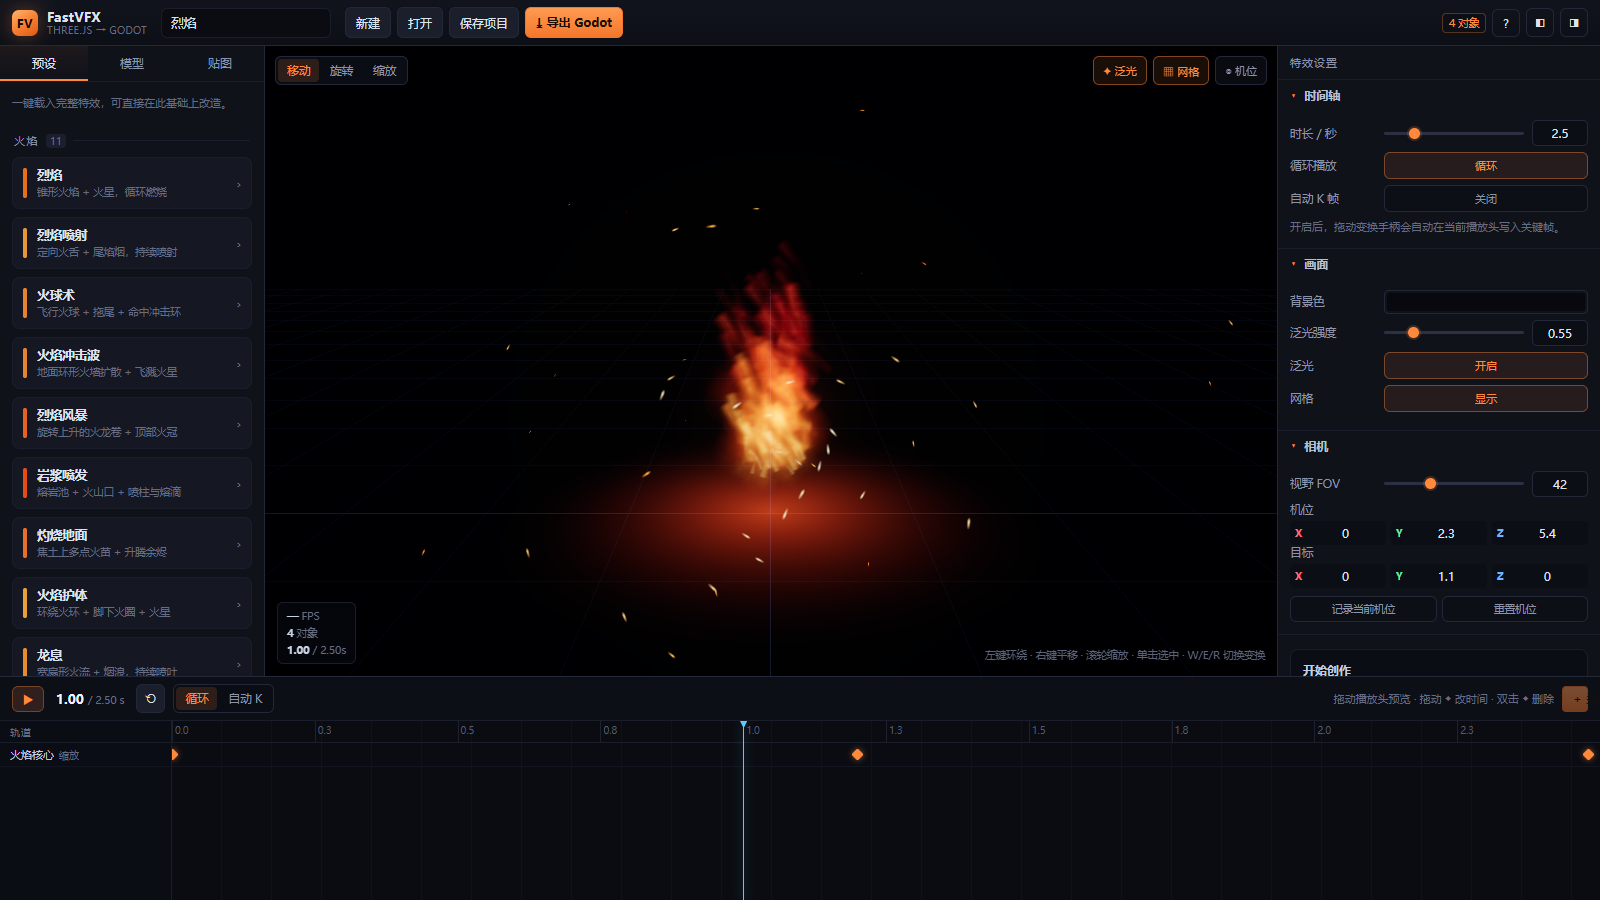 FV
FastVFX
THREE.JS → GODOT
烈焰
新建
打开
保存项目
⤓ 导出 Godot
4 对象
?
预设
模型
贴图
一键载入完整特效，可直接在此基础上改造。
火焰 11
烈焰
锥形火焰 + 火星，循环燃烧
烈焰喷射
定向火舌 + 尾焰烟，持续喷射
火球术
飞行火球 + 拖尾 + 命中冲击环
火焰冲击波
地面环形火墙扩散 + 飞溅火星
烈焰风暴
旋转上升的火龙卷 + 顶部火冠
岩浆喷发
熔岩池 + 火山口 + 喷柱与熔滴
灼烧地面
焦土上多点火苗 + 升腾余烬
火焰护体
环绕火环 + 脚下火圈 + 火星
龙息
宽扇形火流 + 烟浪，持续喷吐
移动
旋转
缩放
✦ 泛光
▦ 网格
⌖ 机位
— FPS
4 对象
1.00 / 2.50s
左键环绕 · 右键平移 · 滚轮缩放 · 单击选中 · W/E/R 切换变换
特效设置
时间轴
时长 / 秒 2.5
循环播放 循环
自动 K 帧 关闭
开启后，拖动变换手柄会自动在当前播放头写入关键帧。
画面
背景色
泛光强度 0.55
泛光 开启
网格 显示
相机
视野 FOV 42
机位
X 0 Y 2.3 Z 5.4
目标
X 0 Y 1.1 Z 0
记录当前机位
重置机位
开始创作
▶ 1.00 / 2.50 s
循环
自动 K
拖动播放头预览 · 拖动 ◆ 改时间 · 双击 ◆ 删除
+
轨道
0.0 0.3 0.5 0.8 1.0 1.3 1.5 1.8 2.0 2.3
火焰核心 缩放